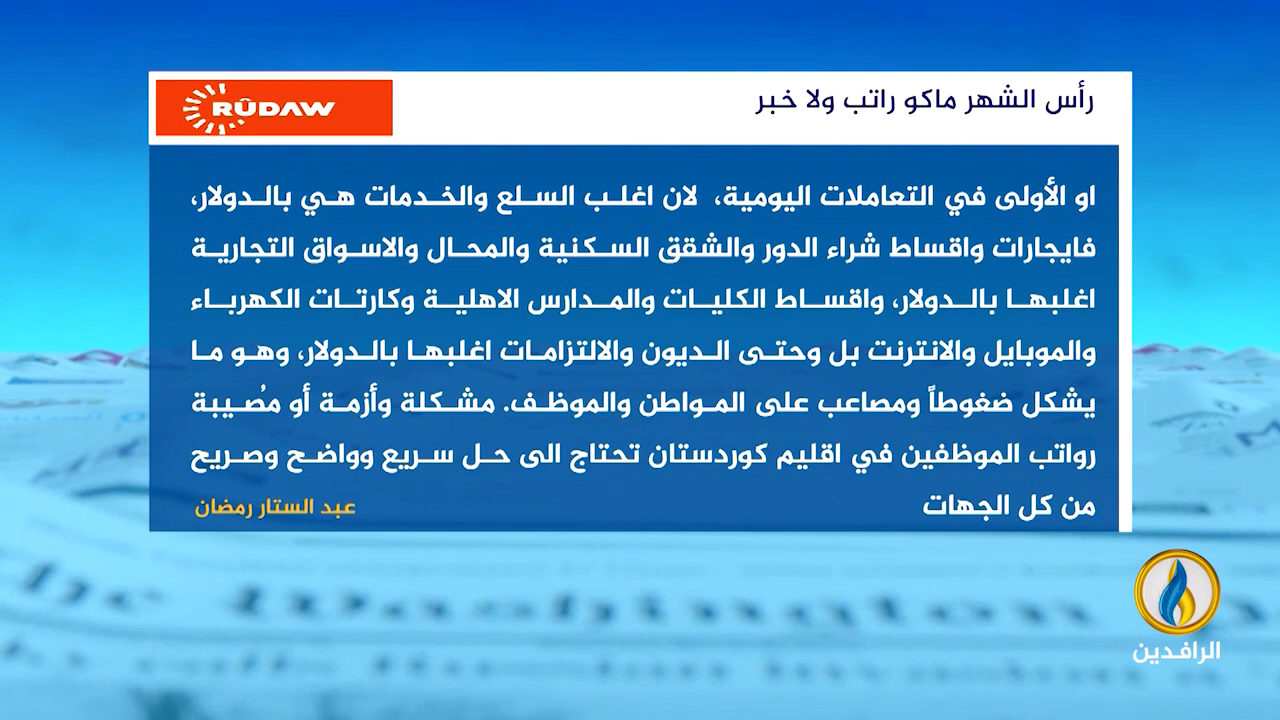 رأس الشهر ماكو راتب ولا خبر
RÛDAW
او الأولى في التعاملات اليومية، لان اغلب السلع والخدمات هي بالدولار،
فايجارات واقساط شراء الدور والشقق السكنية والمحال والاسواق التجارية
اغلبها بالدولار، واقساط الكليات والمدارس الاهلية وكارتات الكهرباء
والموبايل والانترنت بل وحتى الديون والالتزامات اغلبها بالدولار، وهو ما
يشكل ضغوطاً ومصاعب على المواطن والموظف. مشكلة وأزمة أو مصُيبة
رواتب الموظفين في اقليم كوردستان تحتاج الى حل سريع وواضح وصريح
من كل الجهات
عبد الستار رمضان
الرافدين